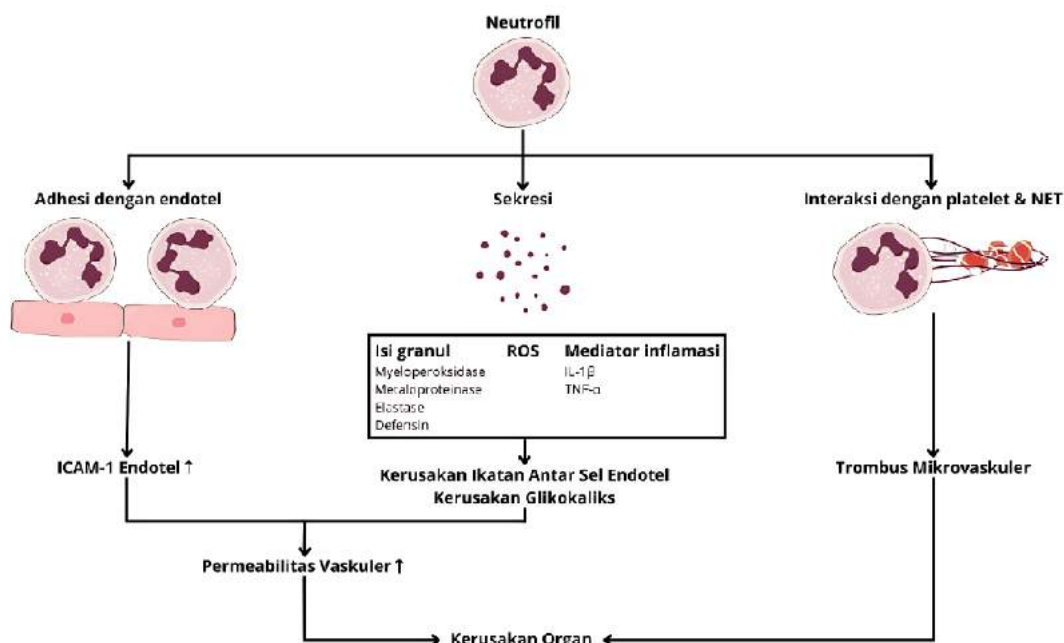 Neutrofil
Adhesi dengan endotel
Sekresi
Interaksi dengan platelet & NET
Isi granul ROS Mediator inflamasi
Myeloperoksidase IL-1β
Metaloproteinase TNF-α
Elastase
Defensin
ICAM-1 Endotel ↑
Kerusakan Ikatan Antar Sel Endotel
Kerusakan Glikokaliks
Trombus Mikrovaskuler
Permeabilitas Vaskuler ↑
Kerusakan Organ